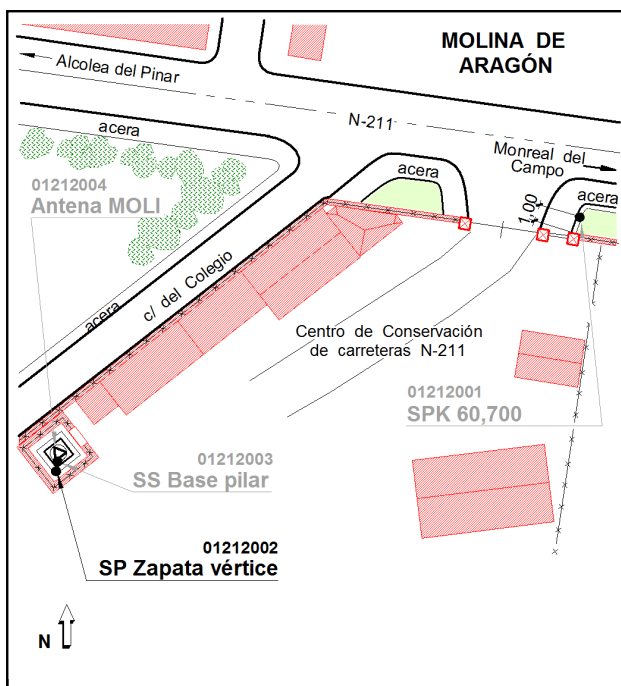 MOLINA DE
ARAGÓN
Alcolea del Pinar
N-211
acera
acera
Monreal del
Campo
acera
1,00
01212004
Antena MOLI
acera
c/ del Colegio
Centro de Conservación
de carreteras N-211
01212001
SPK 60,700
01212003
SS Base pilar
01212002
SP Zapata vértice
N